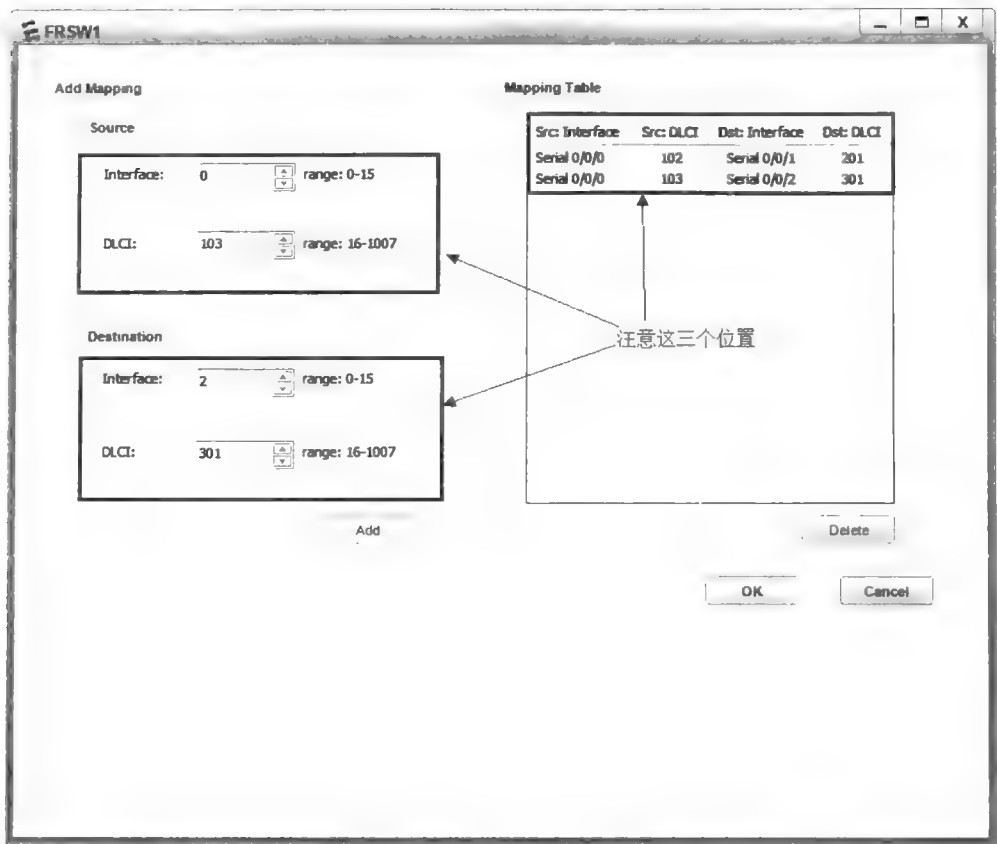 FRSW1
Add Mapping
Source
Interface: 0 range: 0-15
DLCI: 103 range: 16-1007
Destination
Interface: 2 range: 0-15
DLCI: 301 range: 16-1007
Add
Mapping Table
Src: Interface Src: DLCI Dst: Interface Dst: DLCI
Serial 0/0/0 102 Serial 0/0/1 201
Serial 0/0/0 103 Serial 0/0/2 301
注意这三个位置
Delete
OK Cancel